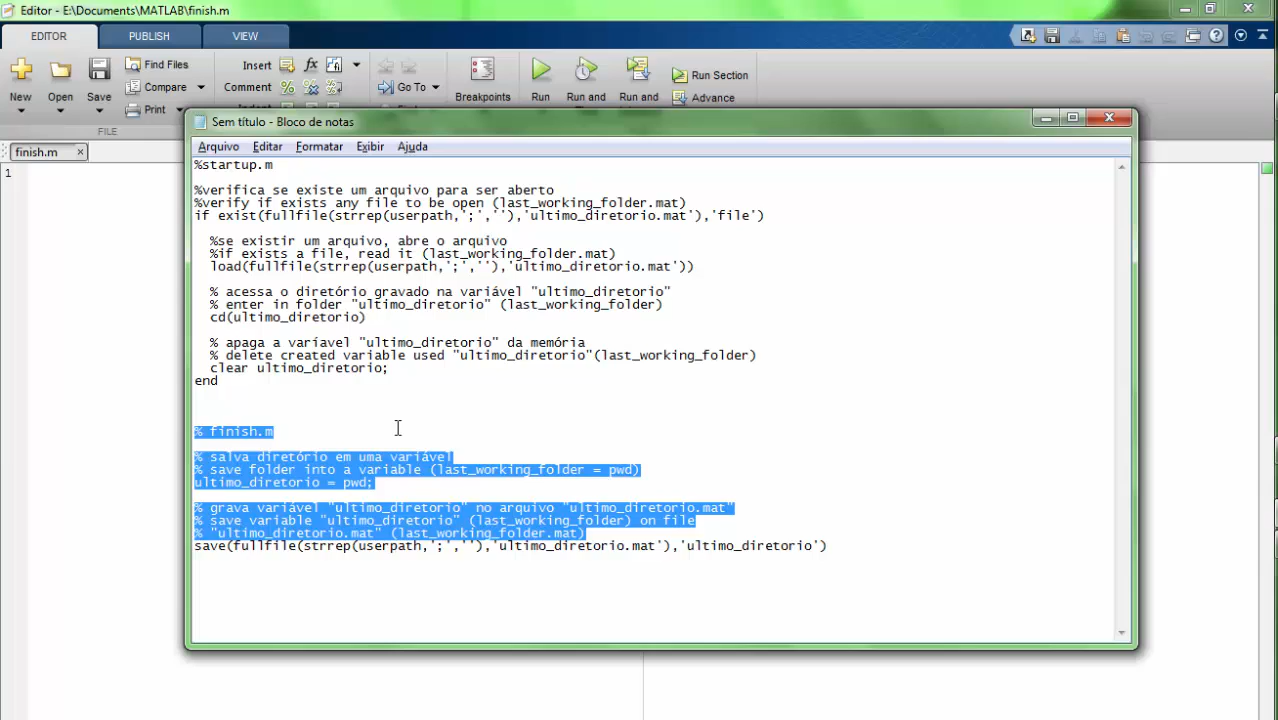 Editor - E:\Documents\MATLAB\finish.m
EDITOR PUBLISH VIEW
Find Files Insert fx
Compare Comment Go To Run Section
New Open Save Print Breakpoints Run Run and Run and Advance
FILE
finish.m
1
Sem título - Bloco de notas
Arquivo Editar Formatar Exibir Ajuda
%startup.m
%verifica se existe um arquivo para ser aberto
%verify if exists any file to be open (last_working_folder.mat)
if exist(fullfile(strrep(userpath,';',''),'ultimo_diretorio.mat'),'file')
%se existir um arquivo, abre o arquivo
%if exists a file, read it (last_working_folder.mat)
load(fullfile(strrep(userpath,';',''),'ultimo_diretorio.mat'))
% acessa o diretório gravado na variável "ultimo_diretorio"
% enter in folder "ultimo_diretorio" (last_working_folder)
cd(ultimo_diretorio)
% apaga a varíavel "ultimo_diretorio" da memória
% delete created variable used "ultimo_diretorio"(last_working_folder)
clear ultimo_diretorio;
end
% finish.m
% salva diretório em uma variável
% save folder into a variable (last_working_folder = pwd)
ultimo_diretorio = pwd;
% grava variável "ultimo_diretorio" no arquivo "ultimo_diretorio.mat"
% save variable "ultimo_diretorio" (last_working_folder) on file
% "ultimo_diretorio.mat" (last_working_folder.mat)
save(fullfile(strrep(userpath,';',''),'ultimo_diretorio.mat'),'ultimo_diretorio')